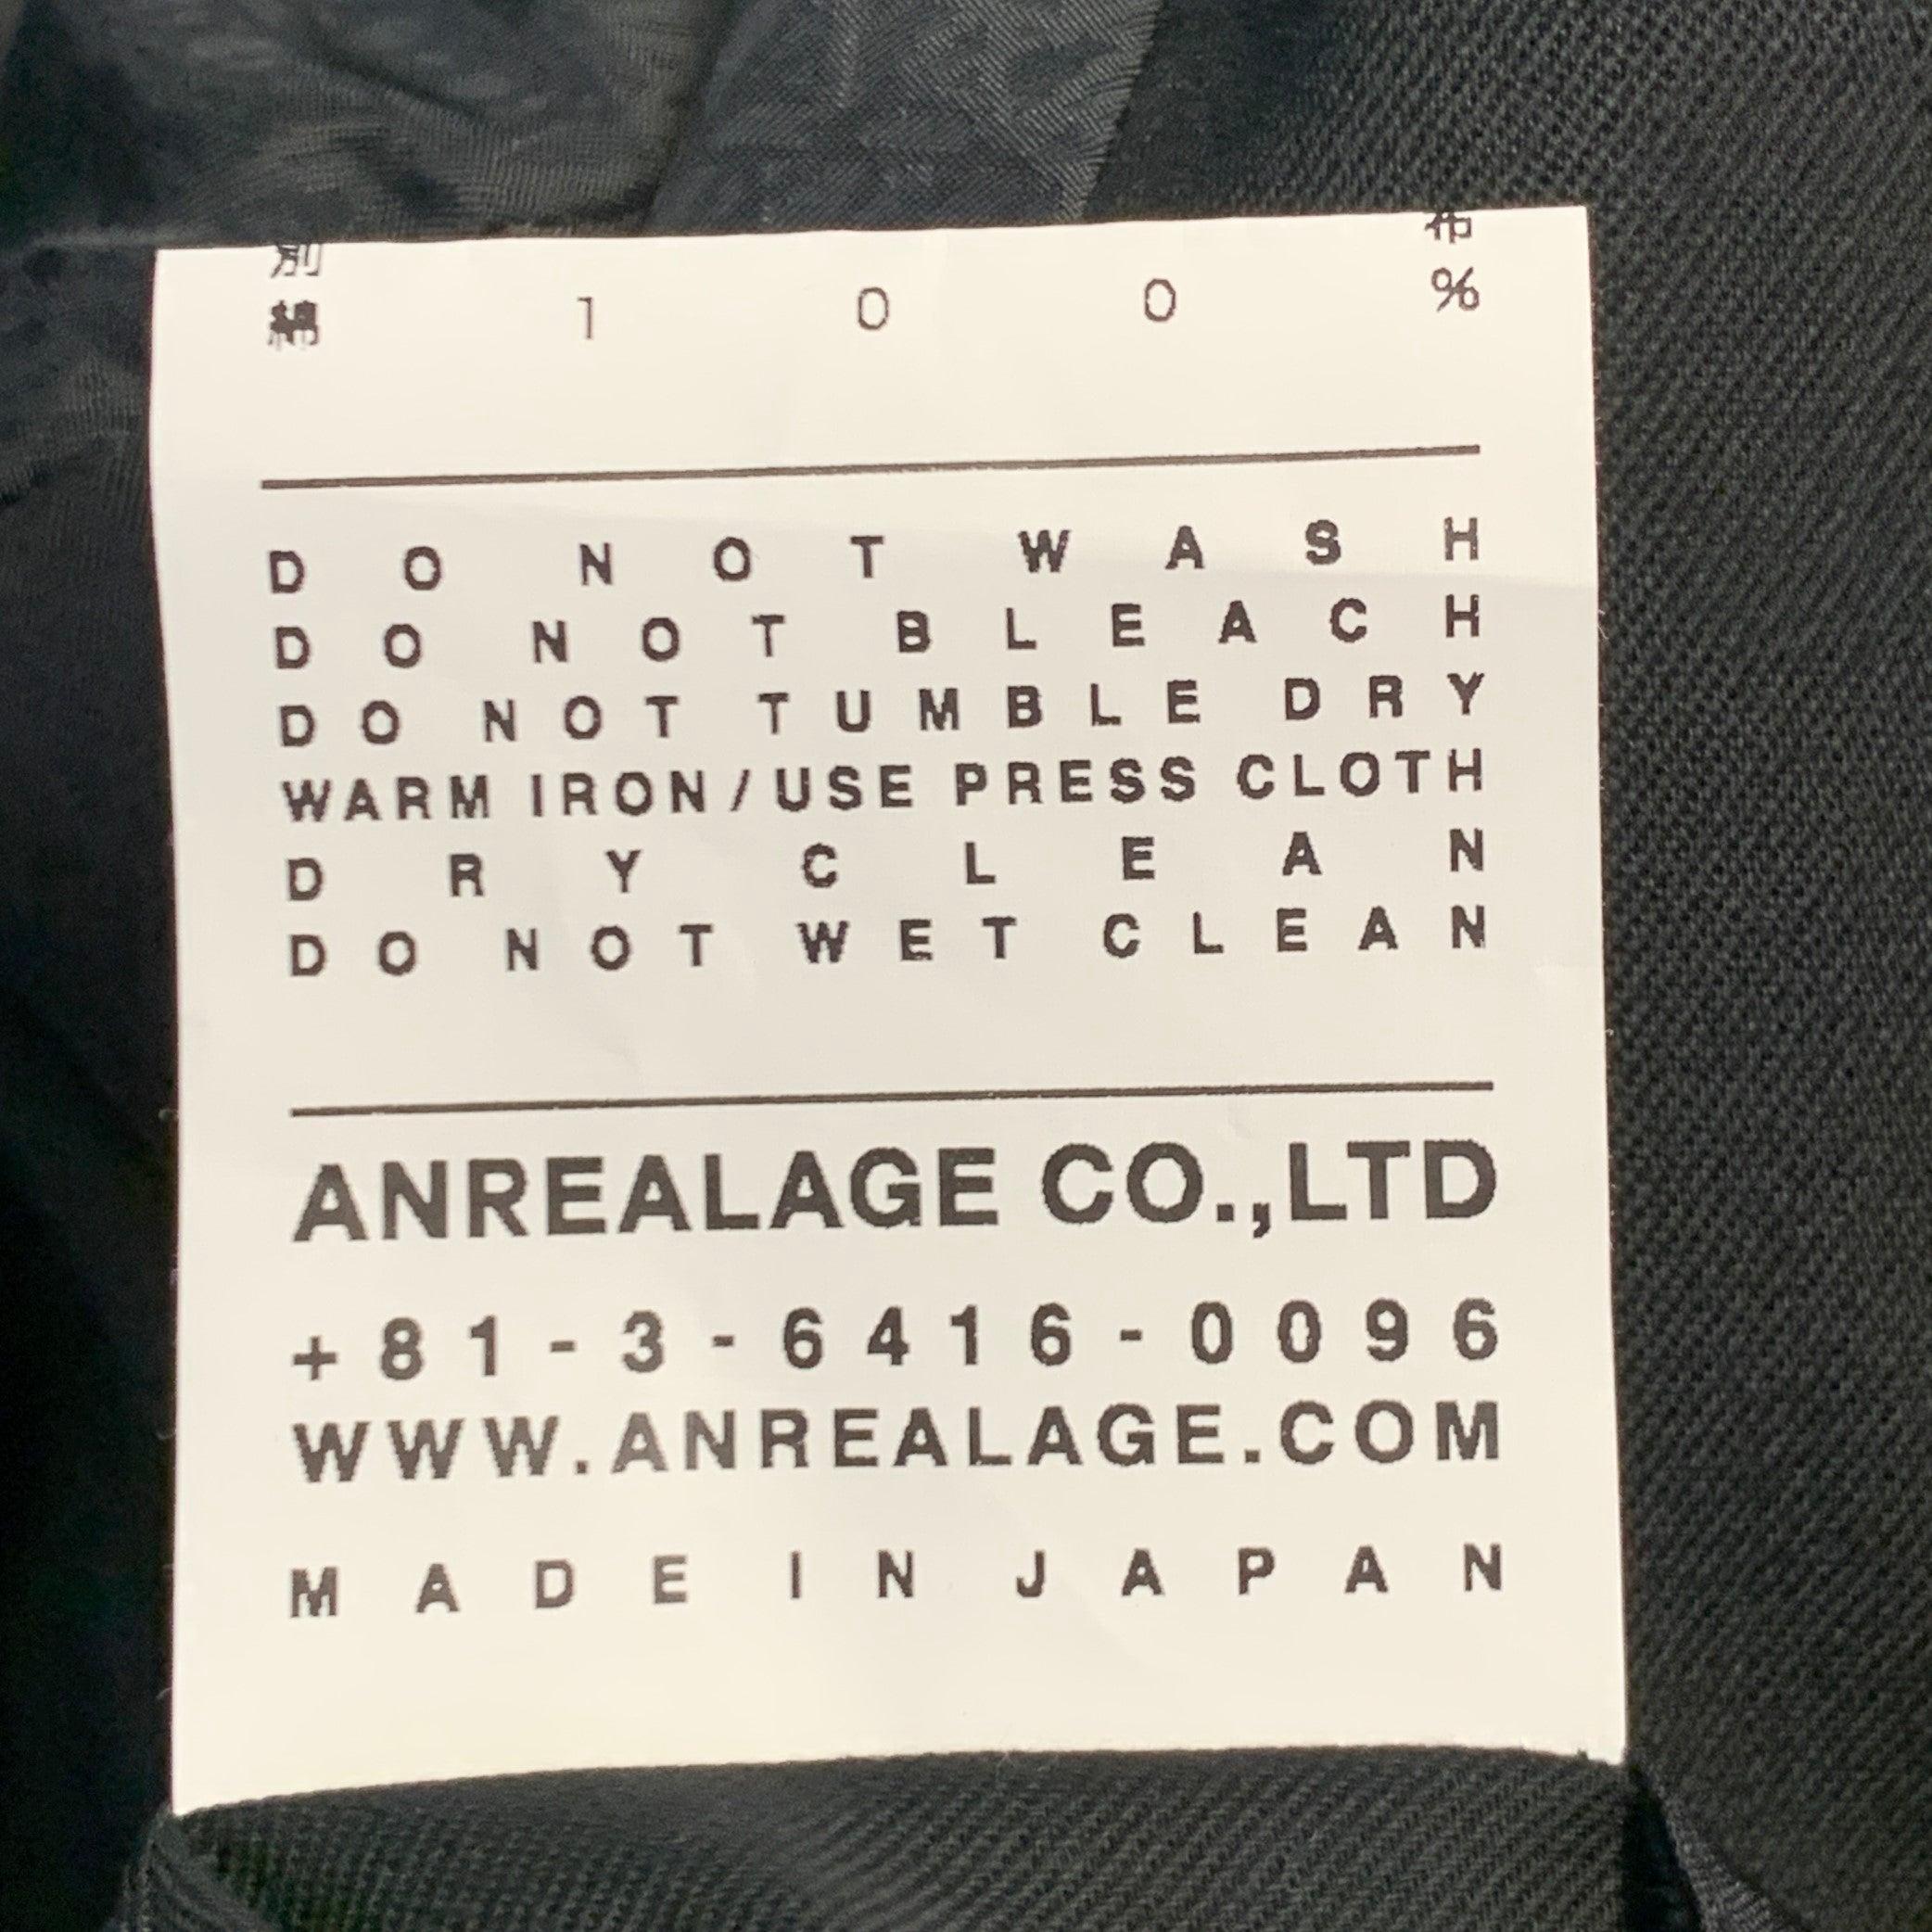 別布
綿100%
DO NOT WASH
DO NOT BLEACH
DO NOT TUMBLE DRY
WARM IRON/USE PRESS CLOTH
DRY CLEAN
DO NOT WET CLEAN
ANREALAGE CO.,LTD
+81-3-6416-0096
WWW.ANREALAGE.COM
MADE IN JAPAN